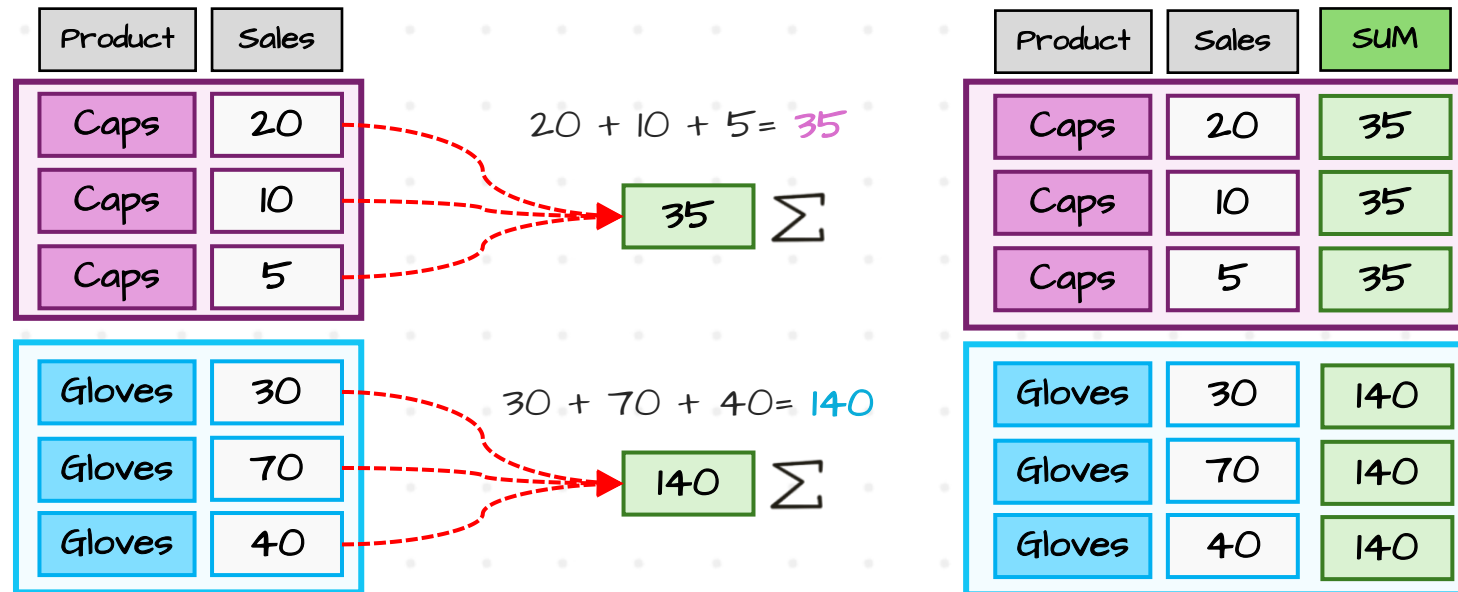 Product Sales
Caps 20
Caps 10
Caps 5
Gloves 30
Gloves 70
Gloves 40
20 + 10 + 5= 35
35 Σ
30 + 70 + 40= 140
140 Σ
Product Sales SUM
Caps 20 35
Caps 10 35
Caps 5 35
Gloves 30 140
Gloves 70 140
Gloves 40 140